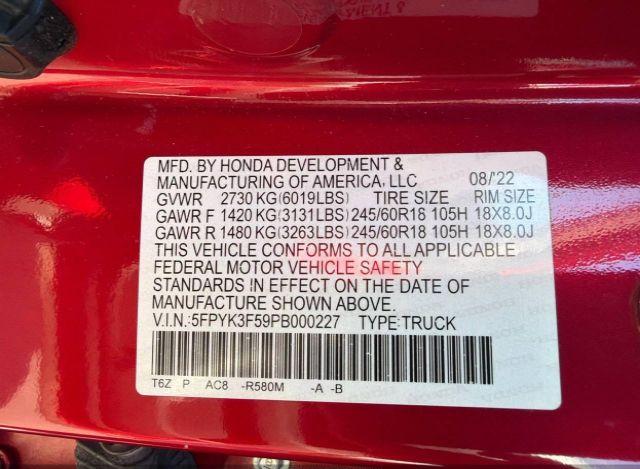 MFD. BY HONDA DEVELOPMENT &
MANUFACTURING OF AMERICA, LLC 08/'22
GVWR 2730 KG(6019LBS) TIRE SIZE RIM SIZE
GAWR F 1420 KG(3131LBS) 245/60R18 105H 18X8.0J
GAWR R 1480 KG(3263LBS) 245/60R18 105H 18X8.0J
THIS VEHICLE CONFORMS TO ALL APPLICABLE
FEDERAL MOTOR VEHICLE SAFETY
STANDARDS IN EFFECT ON THE DATE OF
MANUFACTURE SHOWN ABOVE.
V.I.N.:5FPYK3F59PB000227 TYPE:TRUCK
T6Z P AC8 -R580M -A -B